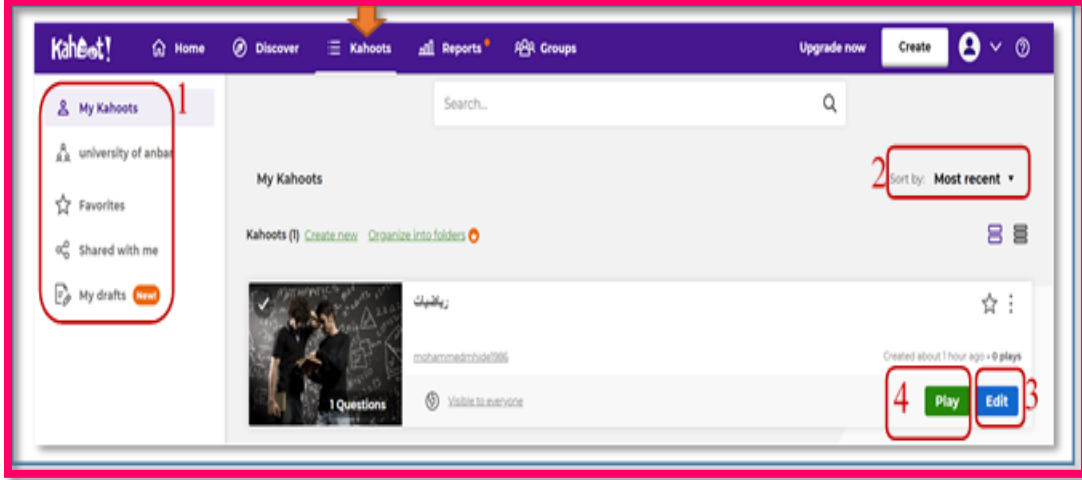 Kahoot!
Home
Discover
Kahoots
Reports
Groups
Upgrade now
Create
My Kahoots
1
university of anbar
Favorites
Shared with me
My drafts New!
Search...
My Kahoots
2
Sort by: Most recent
Kahoots (1) Create new Organize into folders
رياضيات
mohammedmhide1986
Created about 1 hour ago • 0 plays
1 Questions
Visible to everyone
4
Play
Edit
3